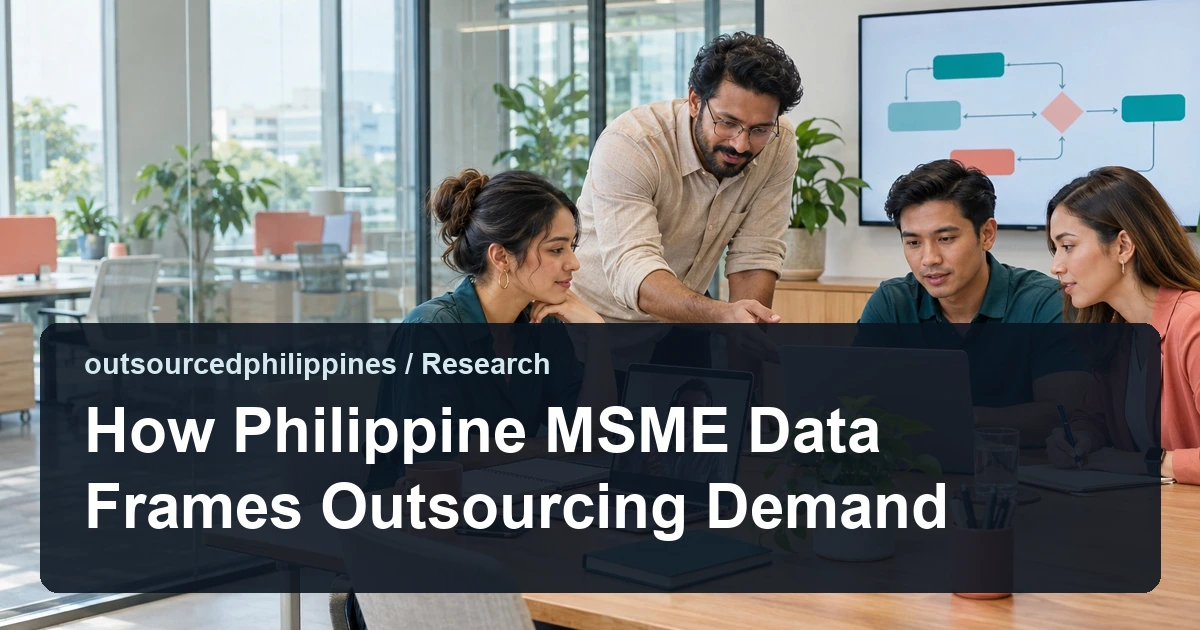 outsourcedphilippines / Research
How Philippine MSME Data
Frames Outsourcing Demand